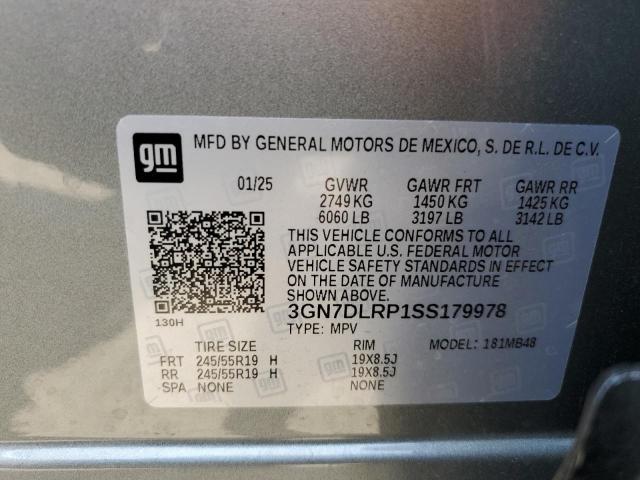 gm
MFD BY GENERAL MOTORS DE MEXICO, S. DE R.L. DE C.V.
01/25 GVWR GAWR FRT GAWR RR
2749 KG 1450 KG 1425 KG
6060 LB 3197 LB 3142 LB
THIS VEHICLE CONFORMS TO ALL
APPLICABLE U.S. FEDERAL MOTOR
VEHICLE SAFETY STANDARDS IN EFFECT
ON THE DATE OF MANUFACTURE
SHOWN ABOVE.
3GN7DLRP1SS179978
130H
TYPE: MPV
TIRE SIZE RIM MODEL: 181MB48
FRT 245/55R19 H 19X8.5J
RR 245/55R19 H 19X8.5J
SPA NONE NONE